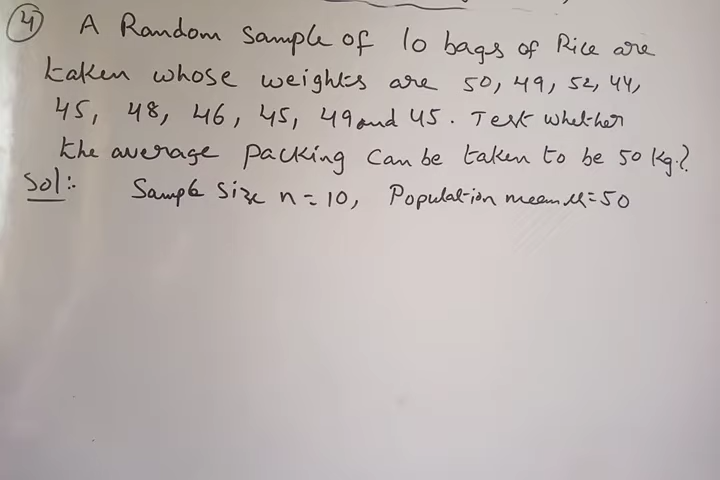 4 A Random Sample of 10 bags of Rice are
taken whose weights are 50, 49, 52, 44,
45, 48, 46, 45, 49 and 45. Test whether
the average packing can be taken to be 50 kg.?
Sol:- Sample Size n = 10, Population mean μ = 50